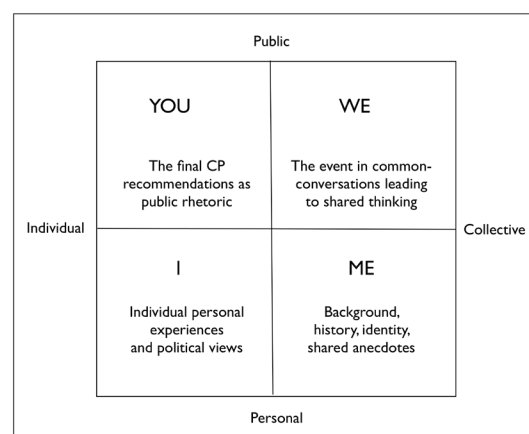 Public
YOU
WE
The final CP
recommendations as
public rhetoric
The event in common-
conversations leading
to shared thinking
Individual
Collective
I
ME
Individual personal
experiences
and political views
Background,
history, identity,
shared anecdotes
Personal